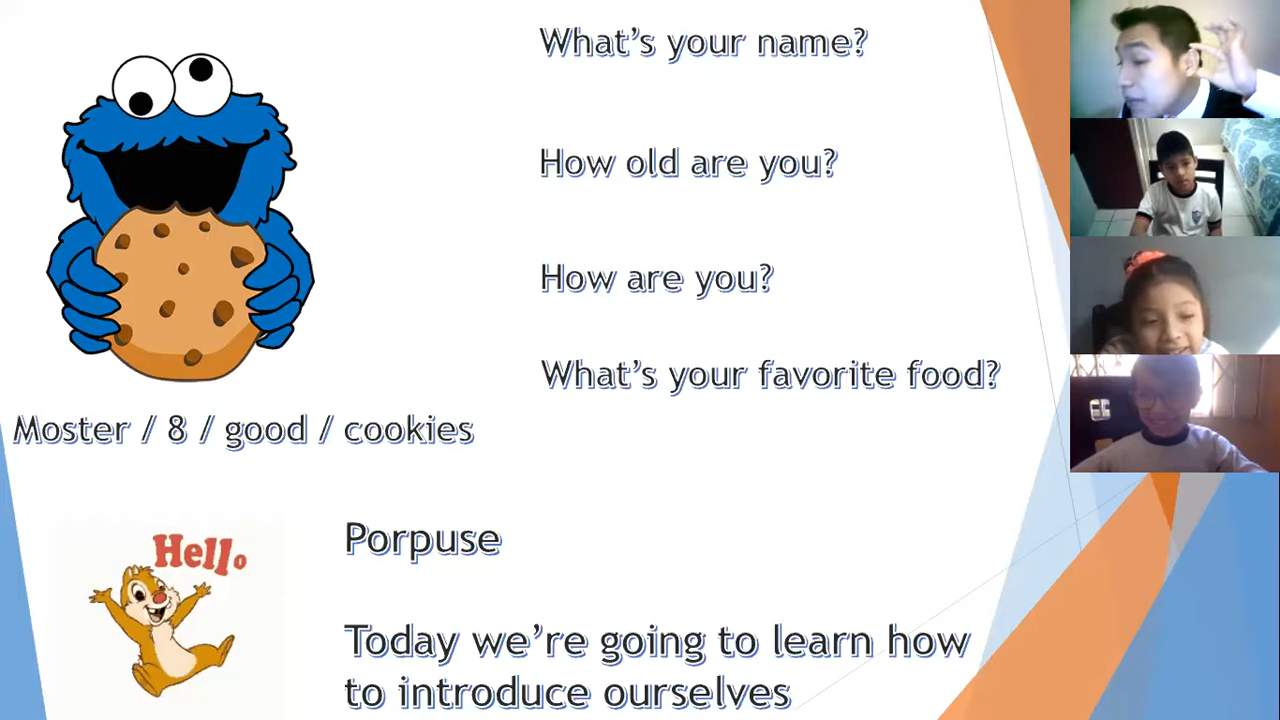 What's your name?
How old are you?
How are you?
What's your favorite food?
Moster / 8 / good / cookies
Hello
Porpuse
Today we're going to learn how
to introduce ourselves